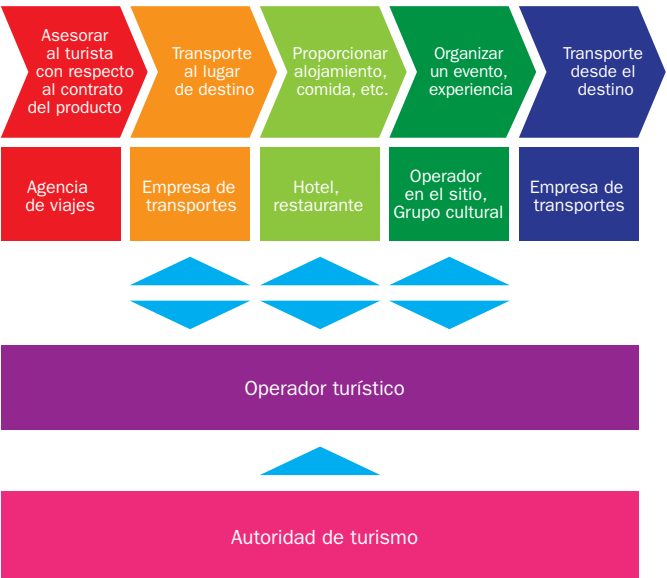 Asesorar
al turista
con respecto
al contrato
del producto
Transporte
al lugar
de destino
Proporcionar
alojamiento,
comida, etc.
Organizar
un evento,
experiencia
Transporte
desde el
destino
Agencia
de viajes
Empresa de
transportes
Hotel,
restaurante
Operador
en el sitio,
Grupo cultural
Empresa de
transportes
Operador turístico
Autoridad de turismo